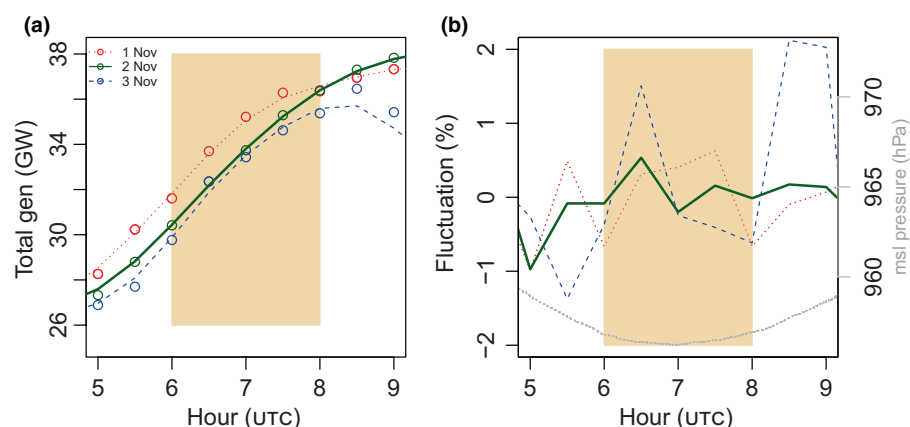 (a)
38
34
30
26
Total gen (GW)
1 Nov
2 Nov
3 Nov
5 6 7 8 9
Hour (UTC)
(b)
2
1
0
−1
−2
Fluctuation (%)
970
965
960
msl pressure (hPa)
5 6 7 8 9
Hour (UTC)